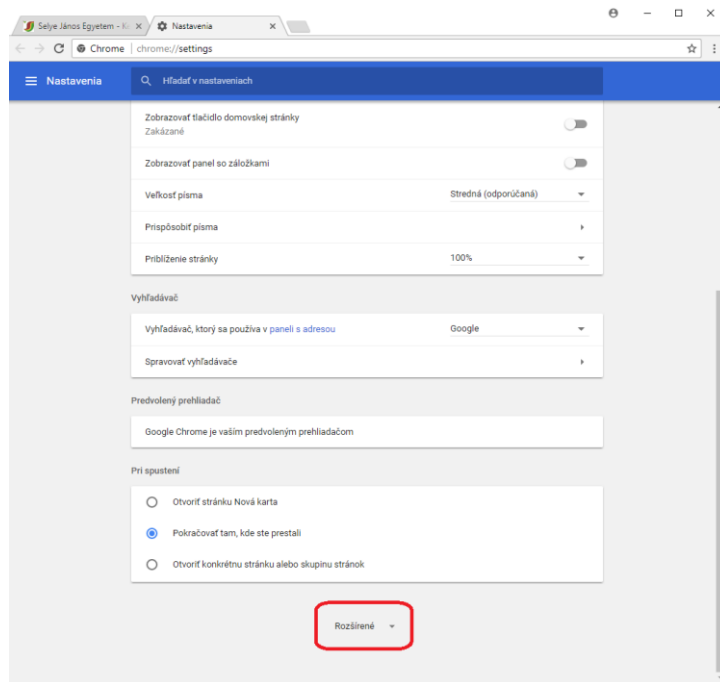 Selye János Egyetem - K
Nastavenia
Chrome
chrome://settings
Nastavenia
Hľadať v nastaveniach
Zobrazovať tlačidlo domovskej stránky
Zakázané
Zobrazovať panel so záložkami
Veľkosť písma Stredná (odporúčaná)
Prispôsobiť písma
Priblíženie stránky 100%
Vyhľadávač
Vyhľadávač, ktorý sa používa v paneli s adresou Google
Spravovať vyhľadávače
Predvolený prehliadač
Google Chrome je vaším predvoleným prehliadačom
Pri spustení
Otvoriť stránku Nová karta
Pokračovať tam, kde ste prestali
Otvoriť konkrétnu stránku alebo skupinu stránok
Rozšírené